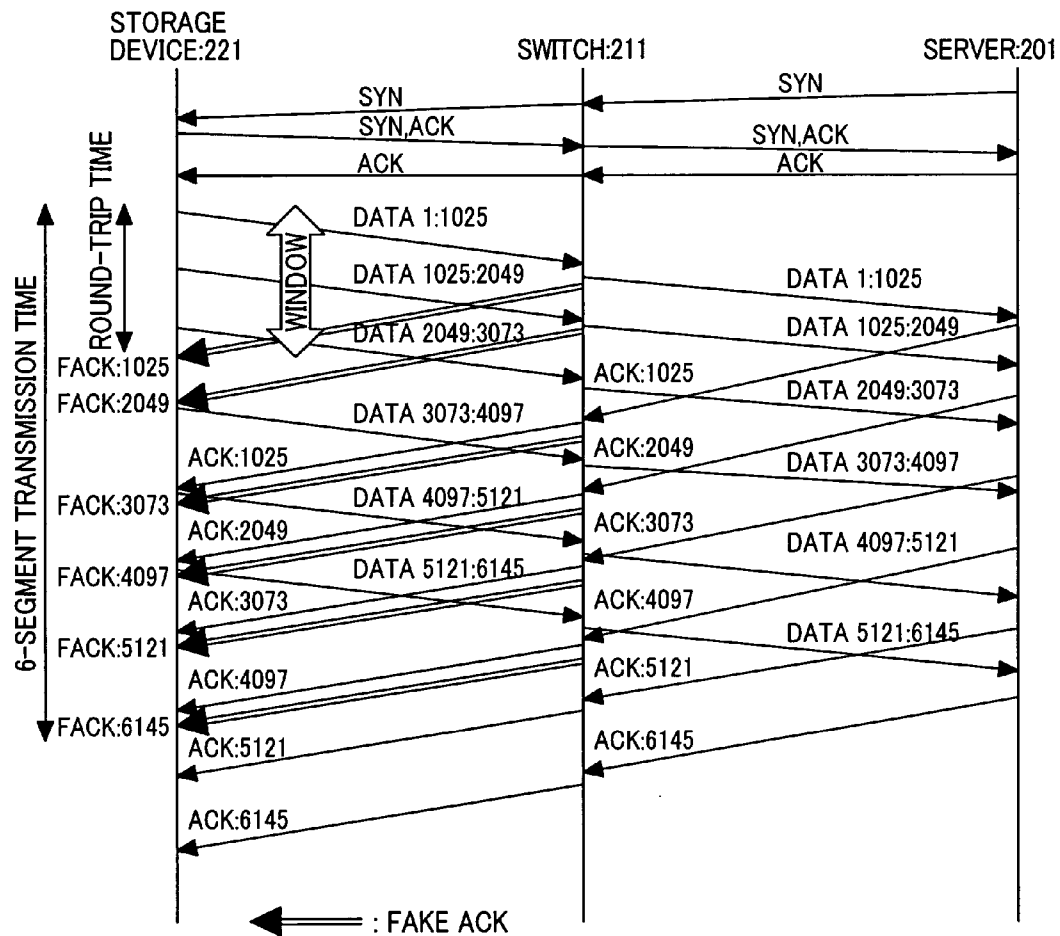 STORAGE
DEVICE:221
SWITCH:211
SERVER:201
SYN
SYN
SYN,ACK
SYN,ACK
ACK
ACK
ROUND-TRIP TIME
6-SEGMENT TRANSMISSION TIME
WINDOW
DATA 1:1025
DATA 1025:2049
DATA 1:1025
DATA 2049:3073
DATA 1025:2049
FACK:1025
ACK:1025
FACK:2049
DATA 2049:3073
DATA 3073:4097
ACK:2049
ACK:1025
DATA 3073:4097
FACK:3073
DATA 4097:5121
ACK:2049
ACK:3073
DATA 4097:5121
FACK:4097
DATA 5121:6145
ACK:3073
ACK:4097
DATA 5121:6145
FACK:5121
ACK:4097
ACK:5121
FACK:6145
ACK:5121
ACK:6145
ACK:6145
: FAKE ACK